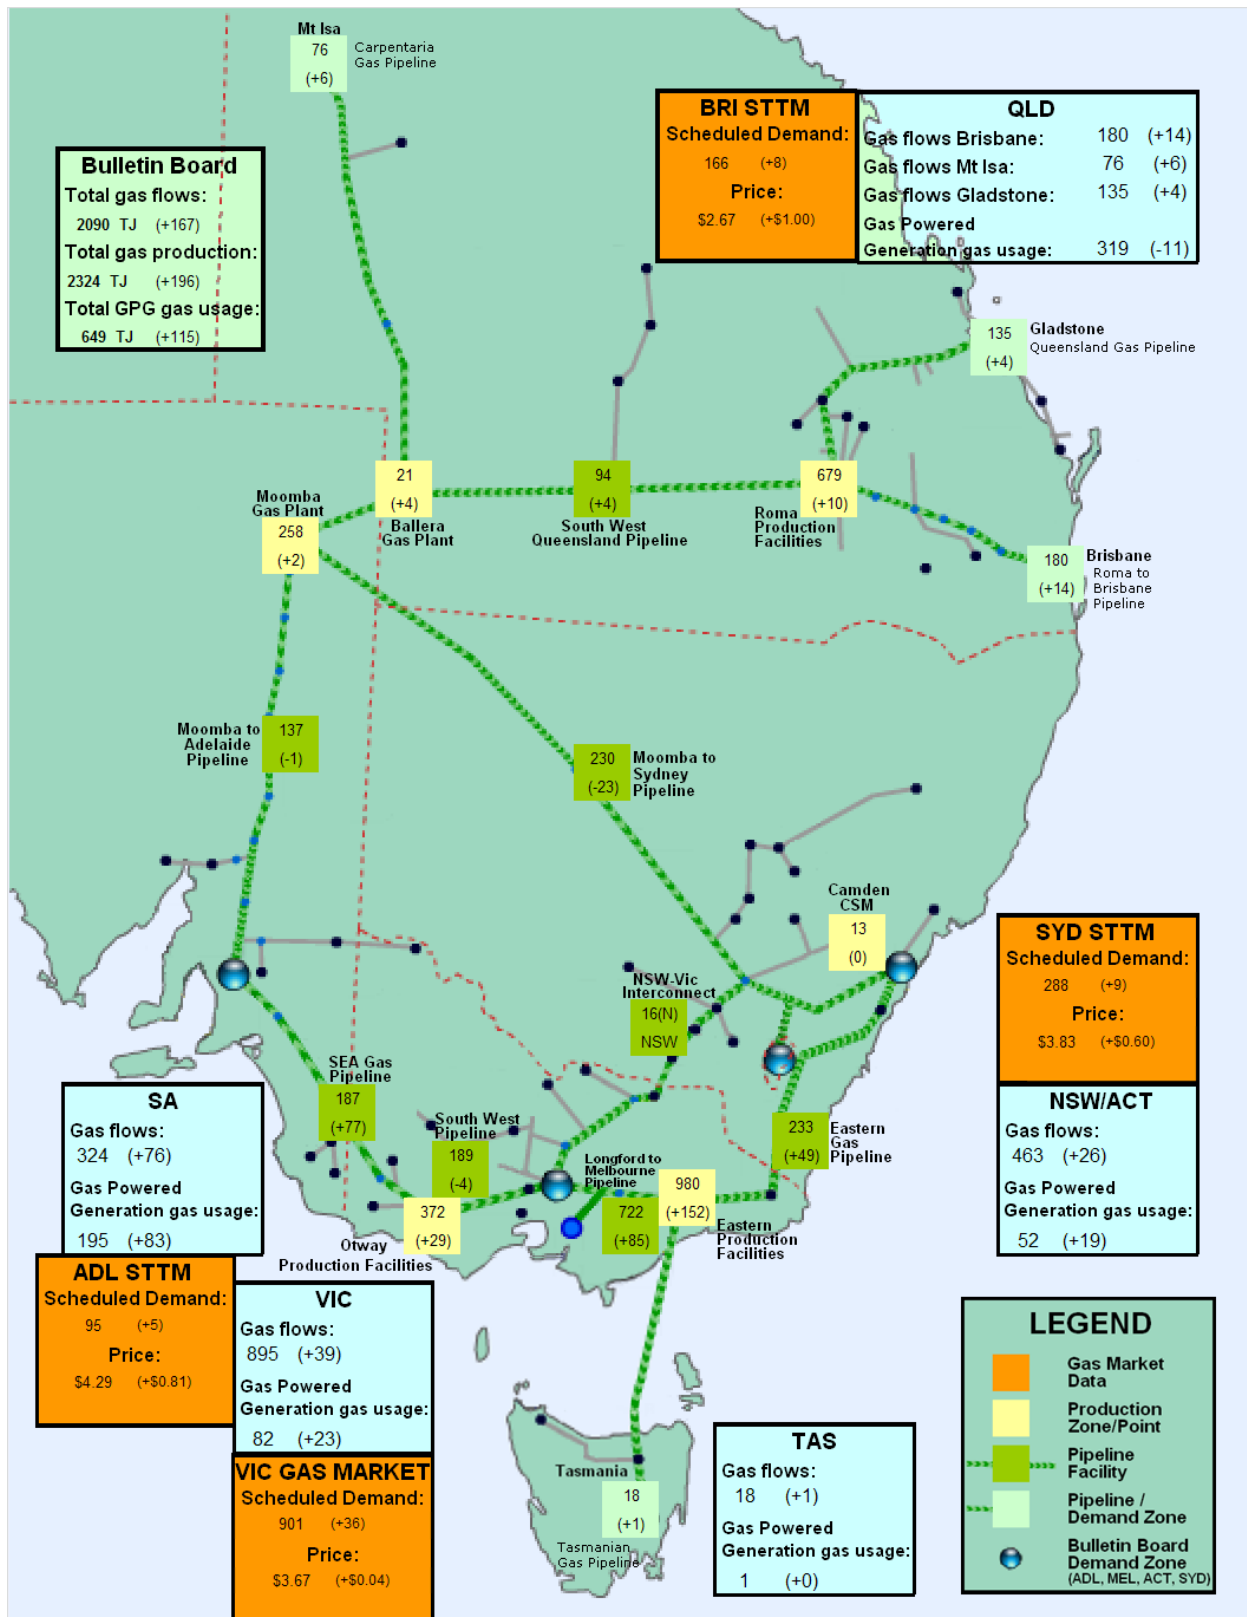 Mt Isa
76
(+6)
Carpentaria
Gas Pipeline
BRI STTM
Scheduled Demand:
166 (+8)
Price:
$2.67 (+$1.00)
QLD
Gas flows Brisbane: 180 (+14)
Gas flows Mt Isa: 76 (+6)
Gas flows Gladstone: 135 (+4)
Gas Powered
Generation gas usage: 319 (-11)
Bulletin Board
Total gas flows:
2090 TJ (+167)
Total gas production:
2324 TJ (+196)
Total GPG gas usage:
649 TJ (+115)
135
(+4)
Gladstone
Queensland Gas Pipeline
21
(+4)
Ballera
Gas Plant
94
(+4)
South West
Queensland Pipeline
679
(+10)
Roma
Production
Facilities
Moomba
Gas Plant
258
(+2)
180
(+14)
Brisbane
Roma to
Brisbane
Pipeline
Moomba to
Adelaide
Pipeline
137
(-1)
230
(-23)
Moomba to
Sydney
Pipeline
Camden
CSM
13
(0)
SYD STTM
Scheduled Demand:
288 (+9)
Price:
$3.83 (+$0.60)
NSW-Vic
Interconnect
16(N)
NSW
SEA Gas
Pipeline
187
(+77)
South West
Pipeline
189
(-4)
Longford to
Melbourne
Pipeline
722
(+85)
980
(+152)
Eastern
Production
Facilities
233
(+49)
Eastern
Gas
Pipeline
NSW/ACT
Gas flows:
463 (+26)
Gas Powered
Generation gas usage:
52 (+19)
SA
Gas flows:
324 (+76)
Gas Powered
Generation gas usage:
195 (+83)
372
(+29)
Otway
Production Facilities
ADL STTM
Scheduled Demand:
95 (+5)
Price:
$4.29 (+$0.81)
VIC
Gas flows:
895 (+39)
Gas Powered
Generation gas usage:
82 (+23)
VIC GAS MARKET
Scheduled Demand:
901 (+36)
Price:
$3.67 (+$0.04)
Tasmania
18
(+1)
Tasmanian
Gas Pipeline
TAS
Gas flows:
18 (+1)
Gas Powered
Generation gas usage:
1 (+0)
LEGEND
Gas Market
Data
Production
Zone/Point
Pipeline
Facility
Pipeline /
Demand Zone
Bulletin Board
Demand Zone
(ADL, MEL, ACT, SYD)